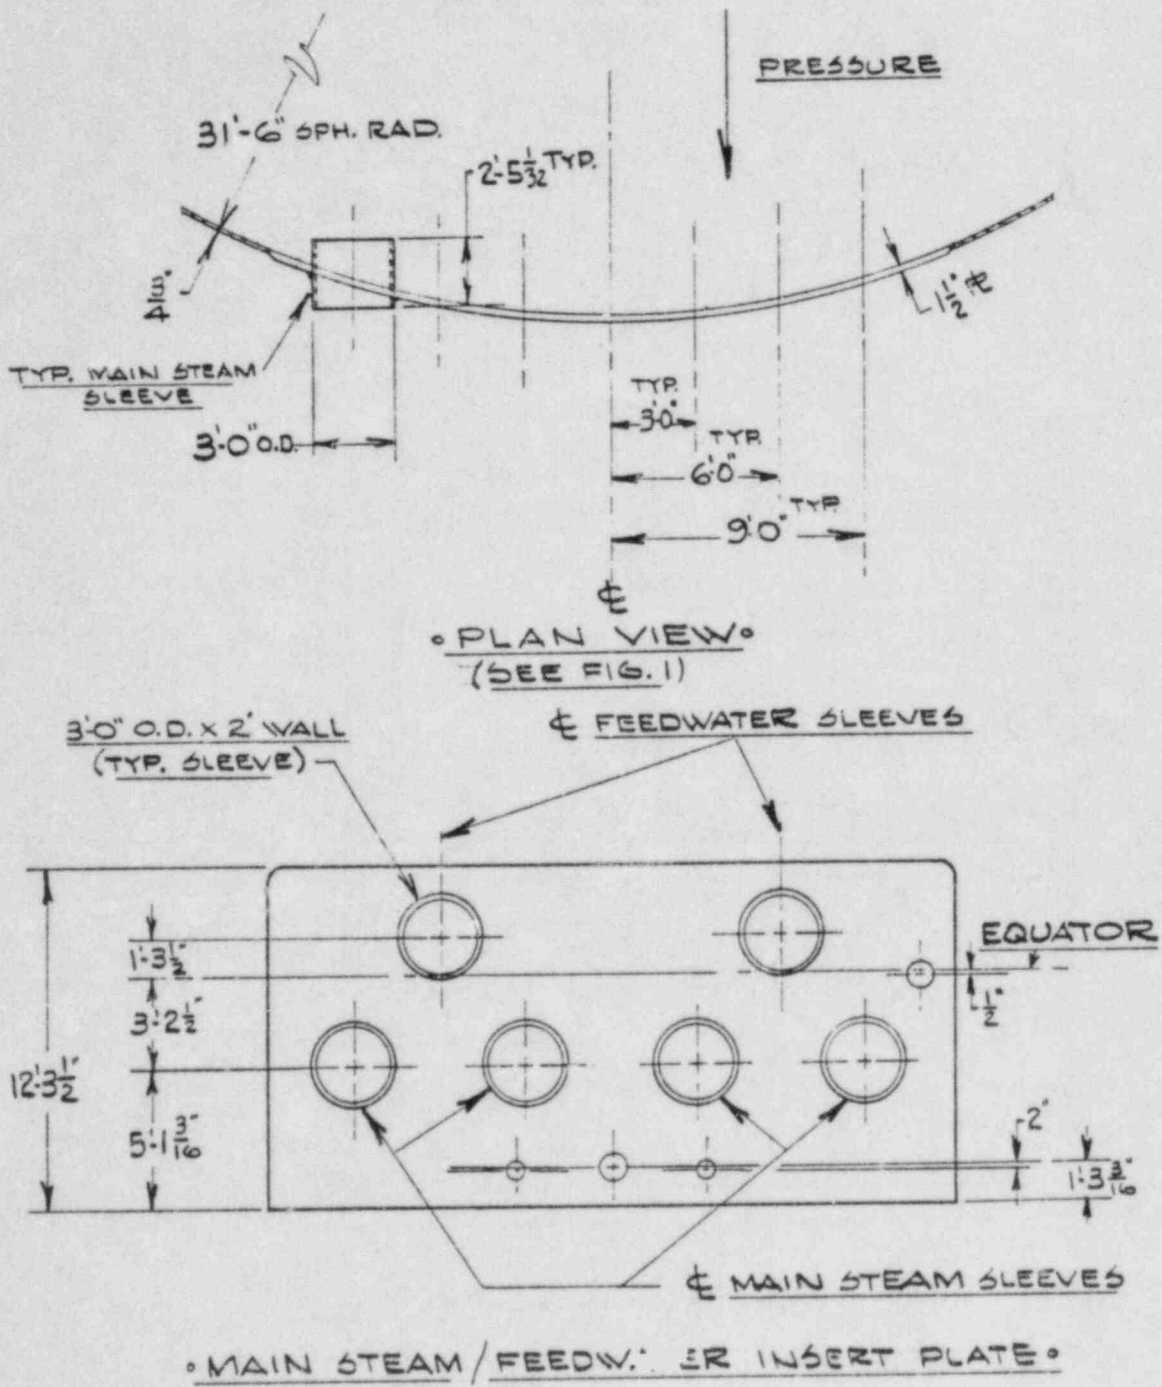 PRESSURE
31'-6" SPH. RAD.
2'-5 1/32 TYP.
1 1/2" PL
TYP. MAIN STEAM
SLEEVE
3'-0" O.D.
TYP.
3'-0"
TYP.
6'-0"
TYP.
9'-0"
℄
• PLAN VIEW •
(SEE FIG. 1)
3'-0" O.D. x 2" WALL
(TYP. SLEEVE)
℄ FEEDWATER SLEEVES
EQUATOR
1'-3 1/2"
3'-2 1/2"
1/2"
12'-3 1/2"
5'-1 3/16"
2"
1'-3 3/16"
℄ MAIN STEAM SLEEVES
• MAIN STEAM / FEEDW. ER INSERT PLATE •